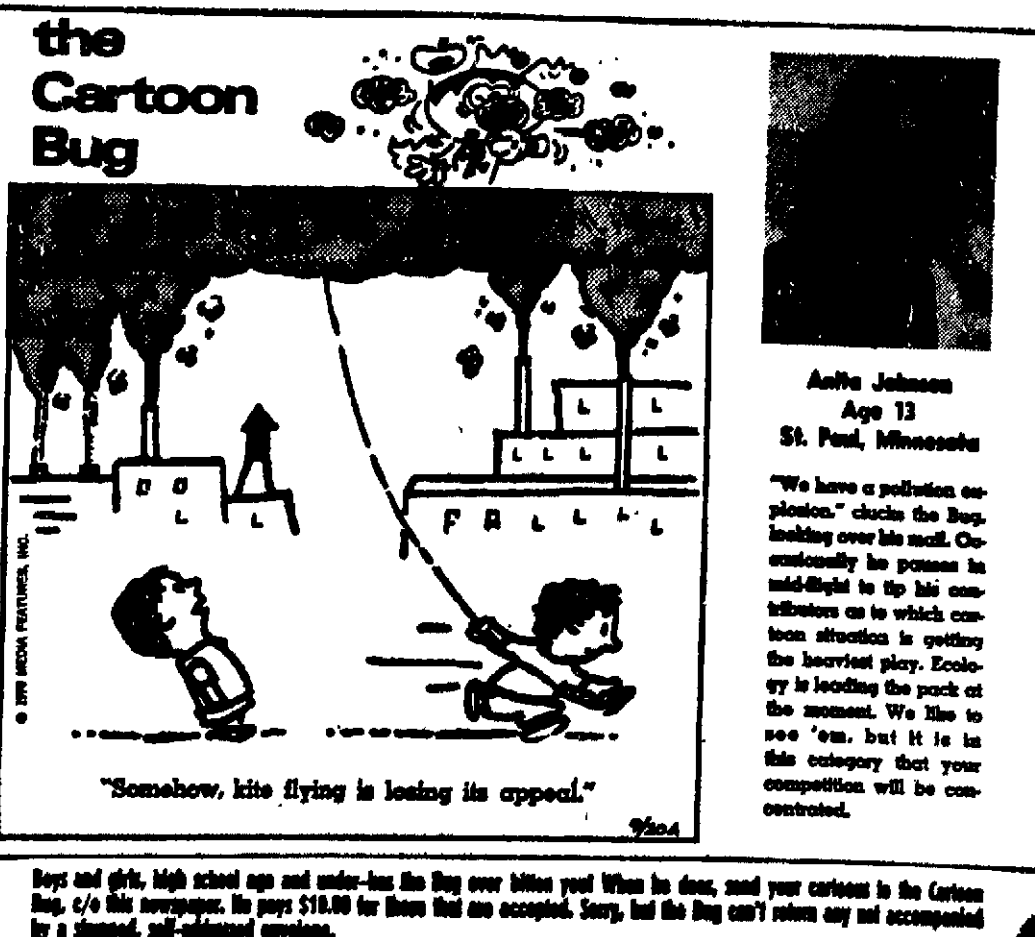 the
Cartoon
Bug
© 1970 MEDIA FEATURES, INC.
"Somehow, kite flying is losing its appeal."
9/20A
Anita Johnson
Age 13
St. Paul, Minnesota
"We have a pollution ex-
plosion," clucks the Bug,
looking over his mail. Oc-
casionally he pauses in
mid-flight to tip his con-
tributors as to which car-
toon situation is getting
the heaviest play. Ecolo-
gy is leading the pack at
the moment. We like to
see 'em, but it is in
this category that your
competition will be con-
centrated.
Boys and girls, high school age and under-has the Bug ever bitten you? When he does, send your cartoons to the Cartoon
Bug, c/o this newspaper. He pays $10.00 for those that are accepted. Sorry, but the Bug can't return any not accompanied
by a stamped, self-addressed envelope.